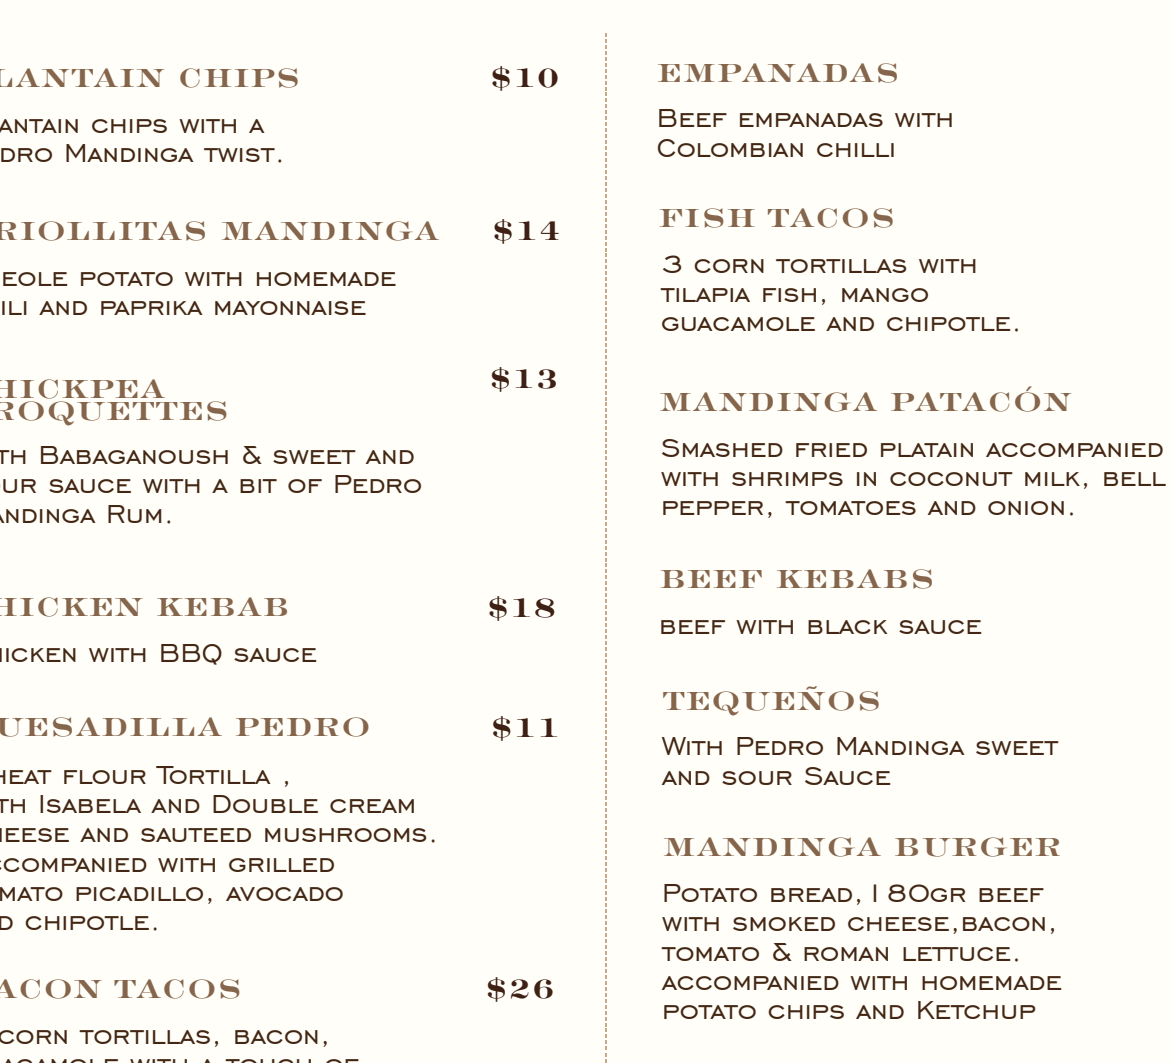 LANTAIN CHIPS $10
ANTAIN CHIPS WITH A
DRO MANDINGA TWIST.
RIOLLITAS MANDINGA $14
EOLE POTATO WITH HOMEMADE
ILI AND PAPRIKA MAYONNAISE
HICKPEA $13
ROQUETTES
TH BABAGANOUSH & SWEET AND
UR SAUCE WITH A BIT OF PEDRO
ANDINGA RUM.
HICKEN KEBAB $18
HICKEN WITH BBQ SAUCE
UESADILLA PEDRO $11
HEAT FLOUR TORTILLA ,
TH ISABELA AND DOUBLE CREAM
HEESE AND SAUTEED MUSHROOMS.
CCOMPANIED WITH GRILLED
MATO PICADILLO, AVOCADO
D CHIPOTLE.
ACON TACOS $26
CORN TORTILLAS, BACON,
ACAMOLE WITH A TOUCH OF
EMPANADAS
BEEF EMPANADAS WITH
COLOMBIAN CHILLI
FISH TACOS
3 CORN TORTILLAS WITH
TILAPIA FISH, MANGO
GUACAMOLE AND CHIPOTLE.
MANDINGA PATACÓN
SMASHED FRIED PLATAIN ACCOMPANIED
WITH SHRIMPS IN COCONUT MILK, BELL
PEPPER, TOMATOES AND ONION.
BEEF KEBABS
BEEF WITH BLACK SAUCE
TEQUEÑOS
WITH PEDRO MANDINGA SWEET
AND SOUR SAUCE
MANDINGA BURGER
POTATO BREAD,180GR BEEF
WITH SMOKED CHEESE,BACON,
TOMATO & ROMAN LETTUCE.
ACCOMPANIED WITH HOMEMADE
POTATO CHIPS AND KETCHUP